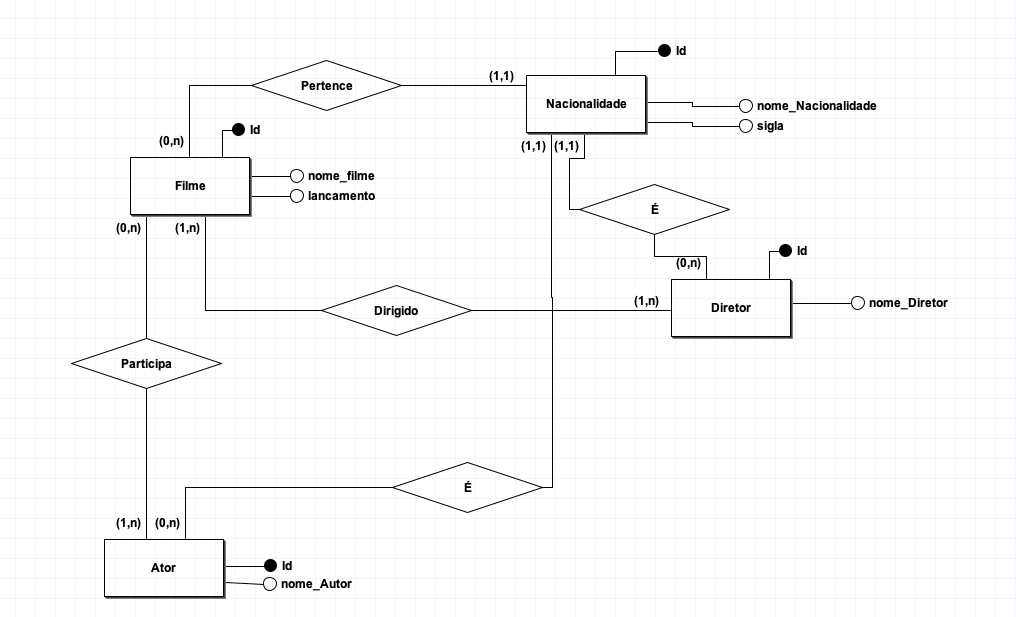 Id
(1,1)
Pertence
Nacionalidade
nome_Nacionalidade
sigla
Id
(0,n)
(1,1)
(1,1)
nome_filme
Filme
lancamento
É
(0,n)
(1,n)
Id
(0,n)
(1,n)
nome_Diretor
Diretor
Dirigido
Participa
É
(1,n)
(0,n)
Id
Ator
nome_Autor